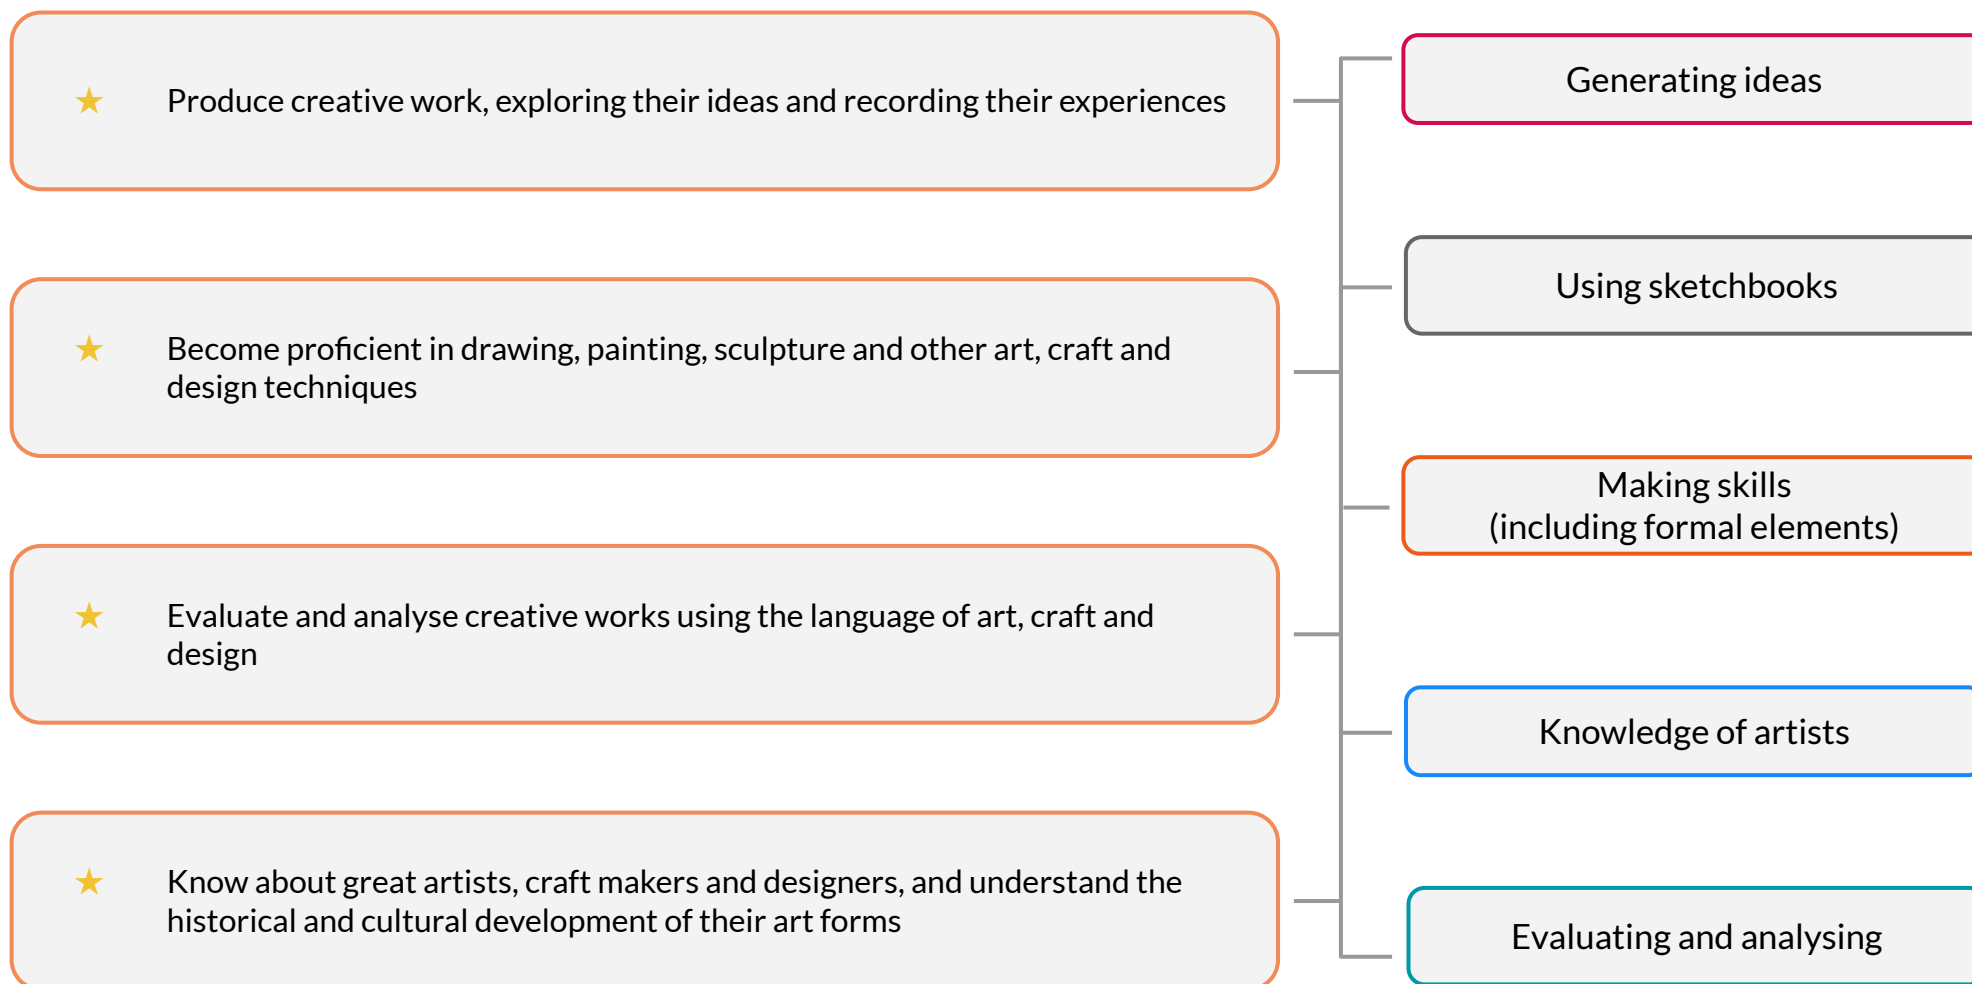 ★ Produce creative work, exploring their ideas and recording their experiences
★ Become proficient in drawing, painting, sculpture and other art, craft and
design techniques
★ Evaluate and analyse creative works using the language of art, craft and
design
★ Know about great artists, craft makers and designers, and understand the
historical and cultural development of their art forms
Generating ideas
Using sketchbooks
Making skills
(including formal elements)
Knowledge of artists
Evaluating and analysing